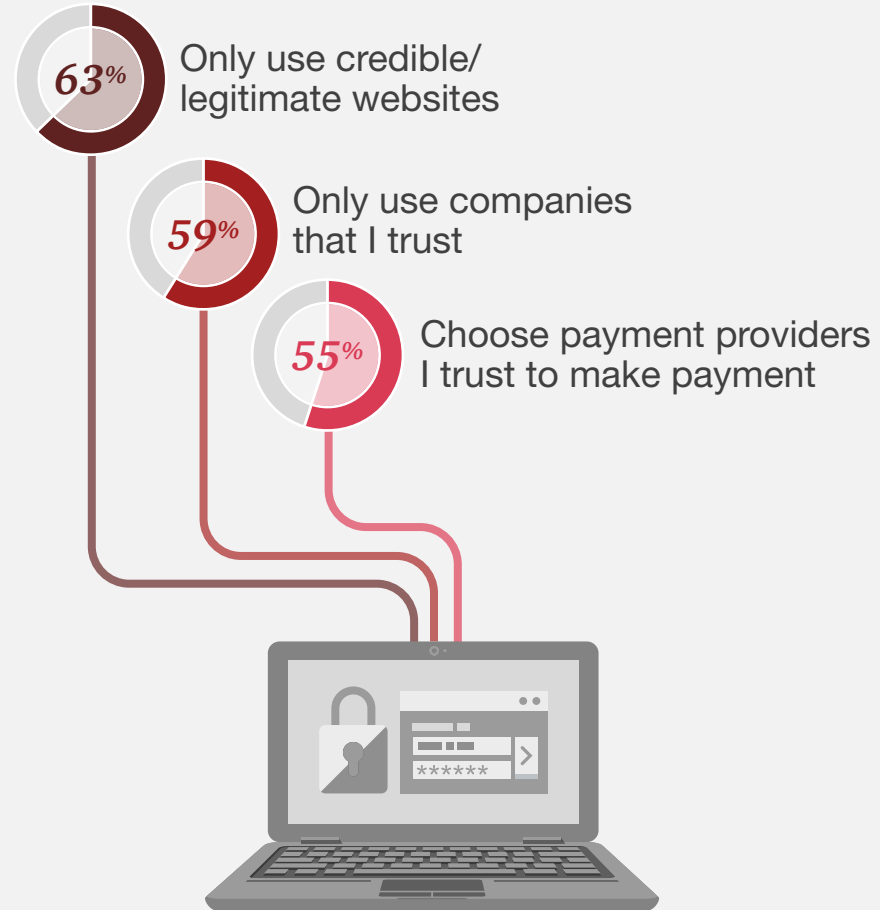 63%
Only use credible/
legitimate websites
59%
Only use companies
that I trust
55%
Choose payment providers
I trust to make payment
******